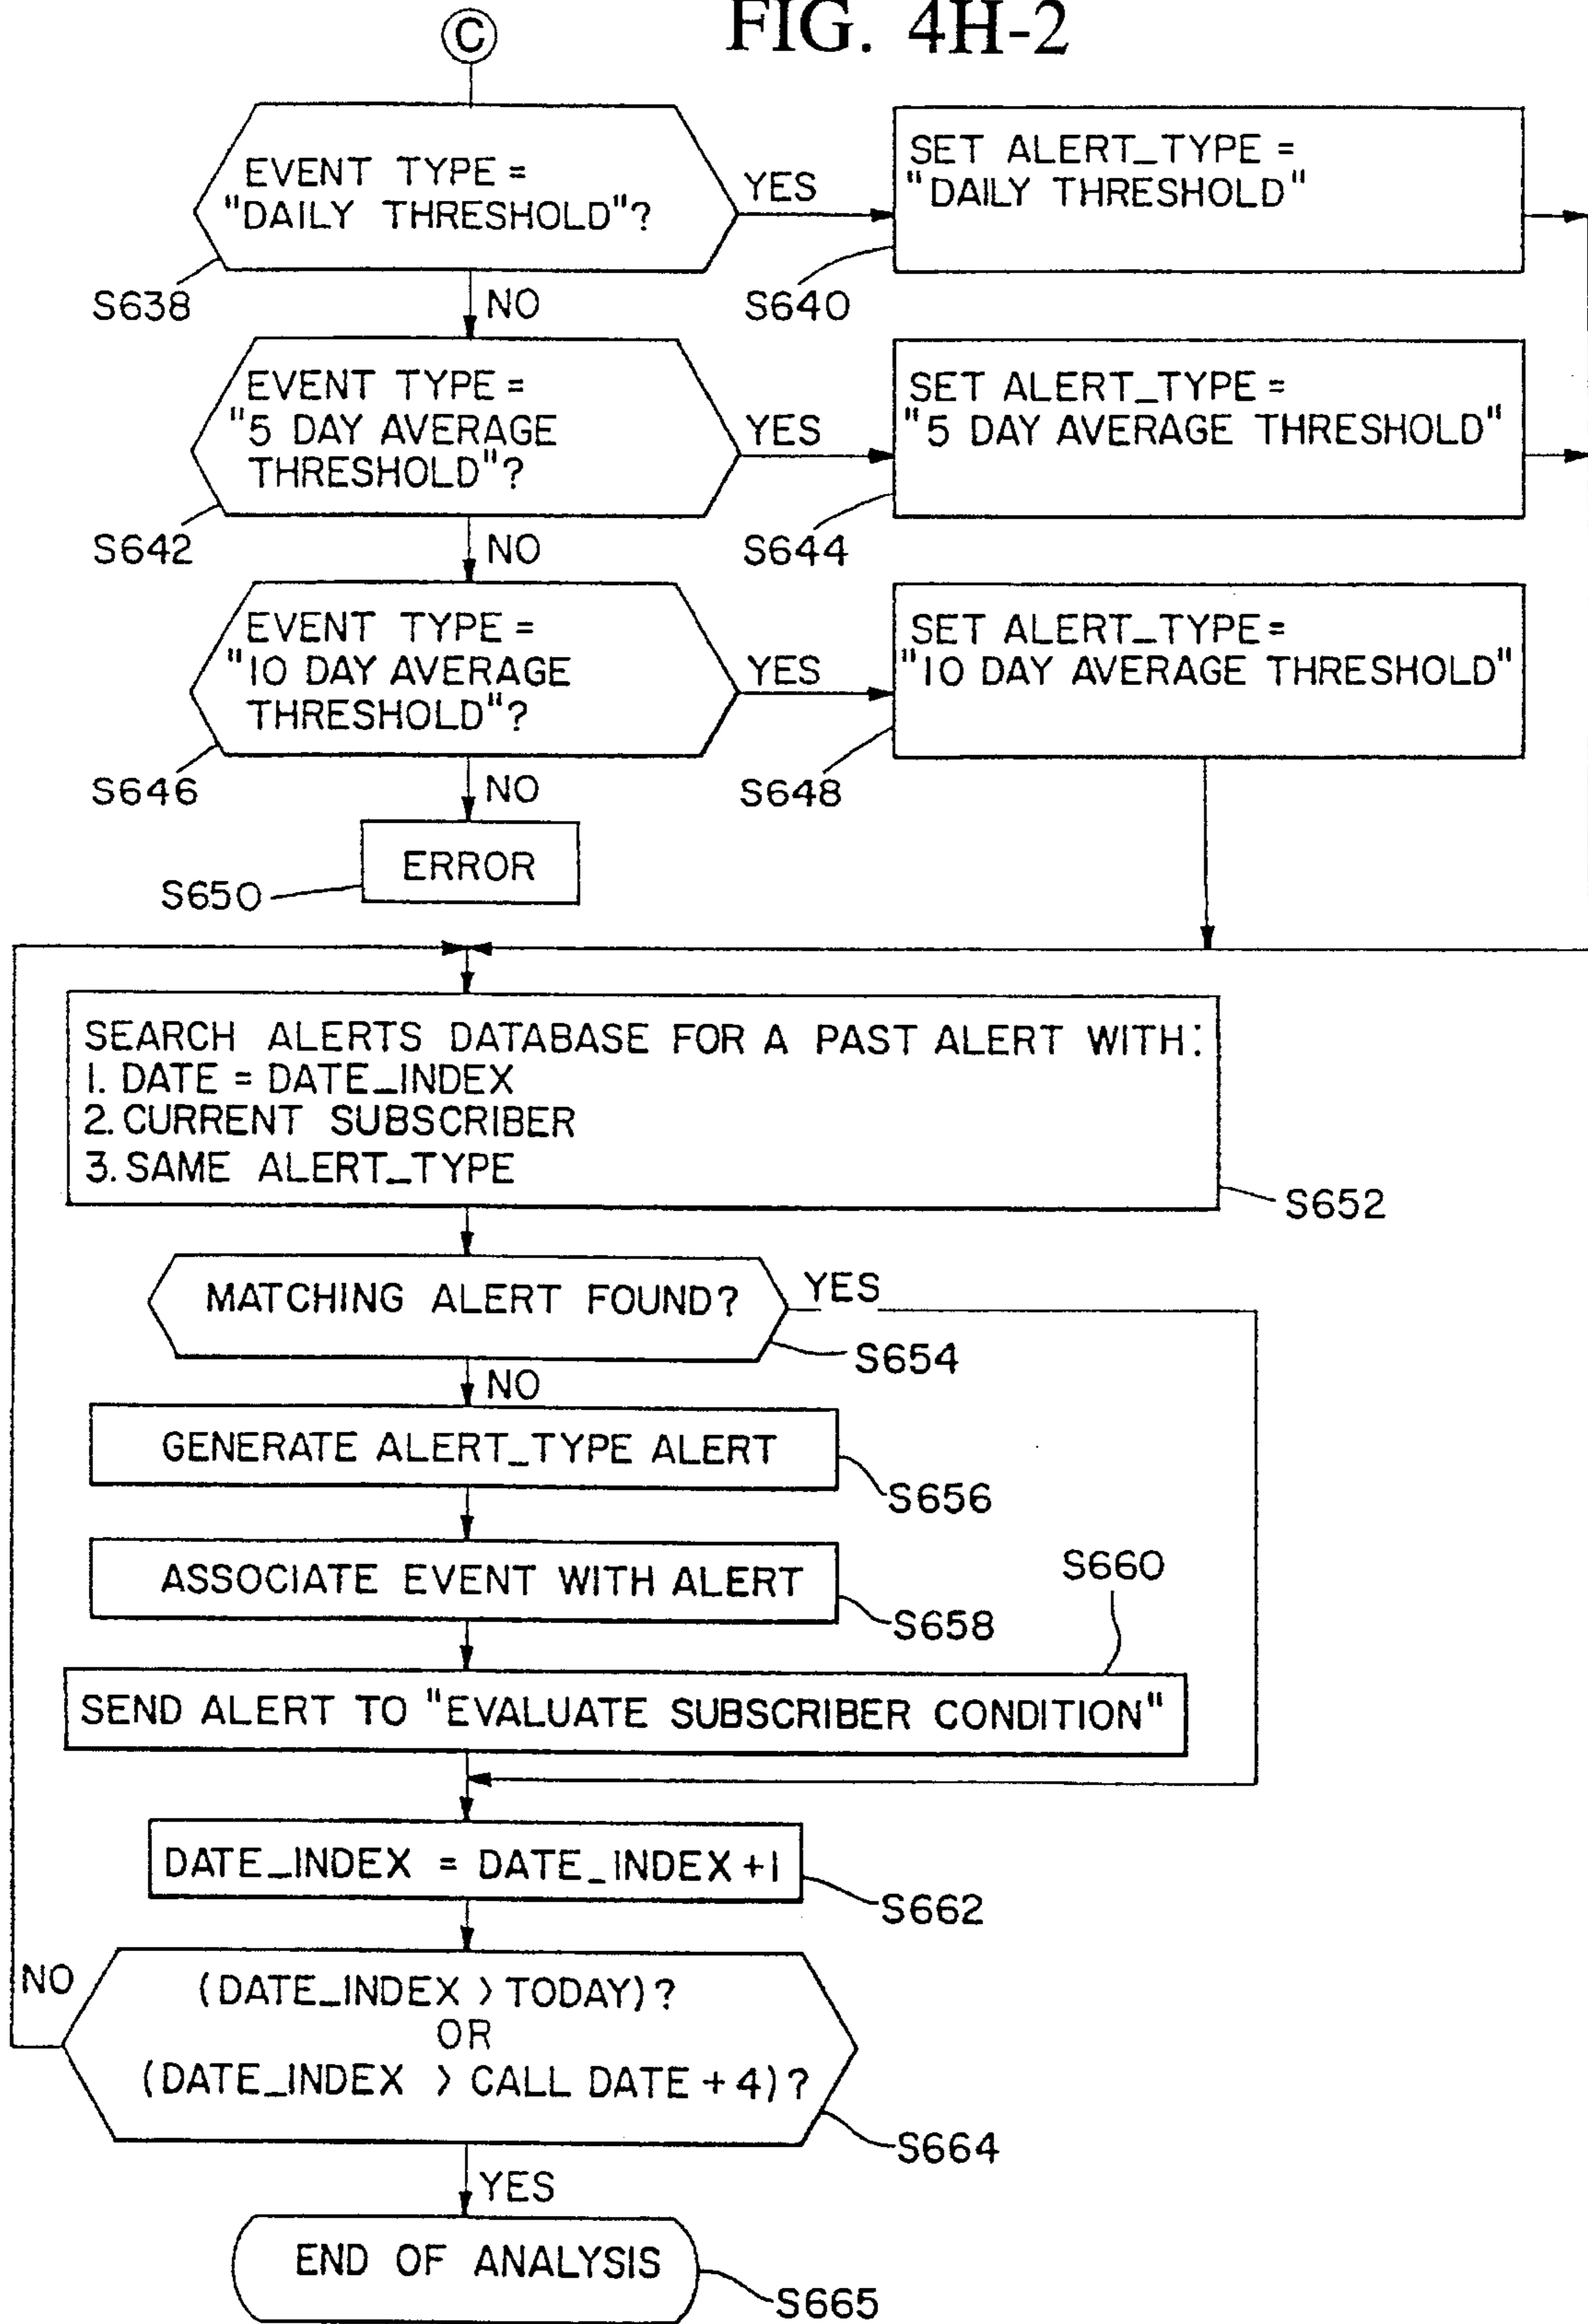 FIG. 4H-2
C
EVENT TYPE =
"DAILY THRESHOLD"?
S638
YES
SET ALERT_TYPE =
"DAILY THRESHOLD"
S640
NO
EVENT TYPE =
"5 DAY AVERAGE
THRESHOLD"?
S642
YES
SET ALERT_TYPE =
"5 DAY AVERAGE THRESHOLD"
S644
NO
EVENT TYPE =
"10 DAY AVERAGE
THRESHOLD"?
S646
YES
SET ALERT_TYPE=
"10 DAY AVERAGE THRESHOLD"
S648
NO
ERROR
S650
SEARCH ALERTS DATABASE FOR A PAST ALERT WITH:
1. DATE = DATE_INDEX
2. CURRENT SUBSCRIBER
3. SAME ALERT_TYPE
S652
MATCHING ALERT FOUND?
YES
S654
NO
GENERATE ALERT_TYPE ALERT
S656
ASSOCIATE EVENT WITH ALERT
S658
S660
SEND ALERT TO "EVALUATE SUBSCRIBER CONDITION"
DATE_INDEX = DATE_INDEX+1
S662
NO
(DATE_INDEX > TODAY)?
OR
(DATE_INDEX > CALL DATE + 4)?
S664
YES
END OF ANALYSIS
S665